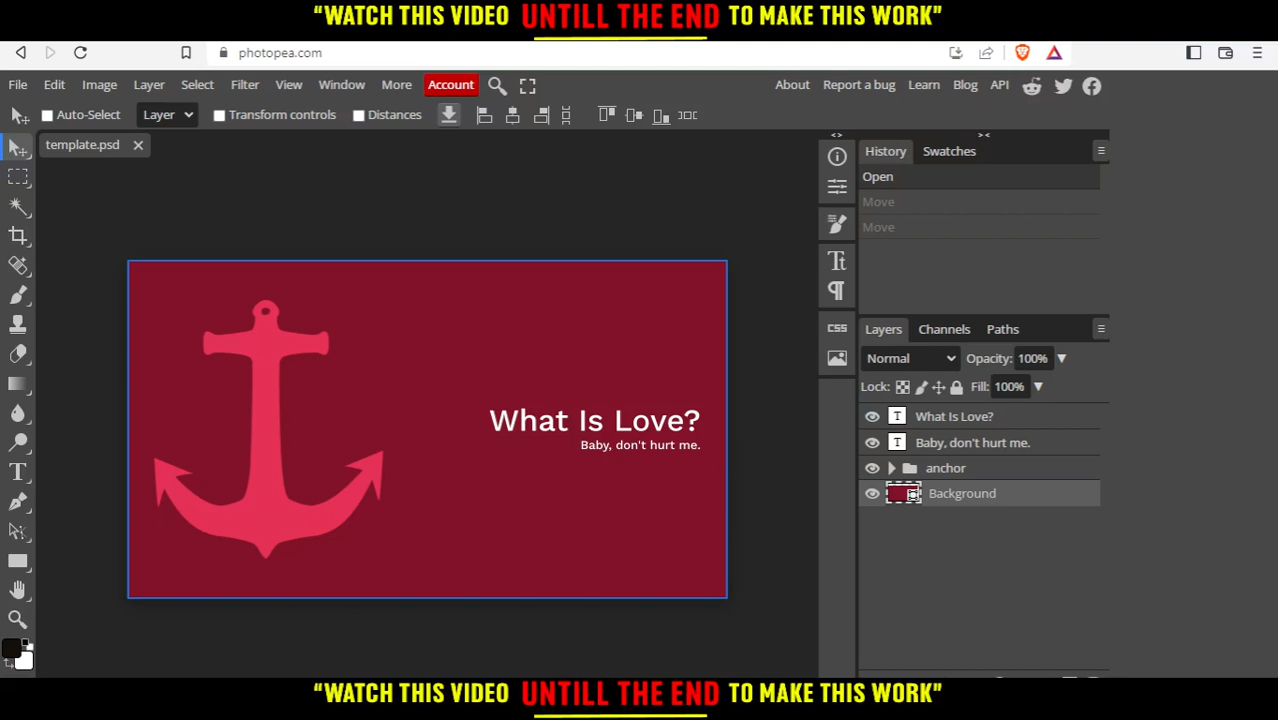 “WATCH THIS VIDEO UNTILL THE END TO MAKE THIS WORK”
photopea.com
File Edit Image Layer Select Filter View Window More Account About Report a bug Learn Blog API
Auto-Select Layer Transform controls Distances
template.psd
History Swatches
Open
Move
Move
Tt
CSS
Layers Channels Paths
Normal Opacity: 100%
Lock: Fill: 100%
T What Is Love?
T Baby, don't hurt me.
anchor
Background
What Is Love?
Baby, don't hurt me.
T
“WATCH THIS VIDEO UNTILL THE END TO MAKE THIS WORK”